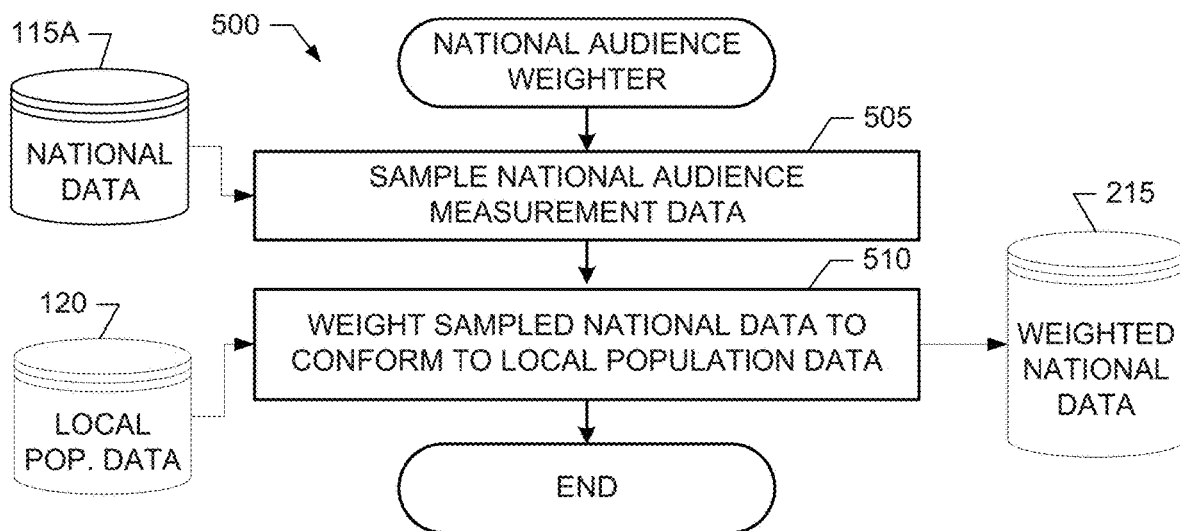 115A
500
NATIONAL AUDIENCE
WEIGHTER
NATIONAL
DATA
505
SAMPLE NATIONAL AUDIENCE
MEASUREMENT DATA
215
120
510
WEIGHT SAMPLED NATIONAL DATA TO
CONFORM TO LOCAL POPULATION DATA
WEIGHTED
NATIONAL
DATA
LOCAL
POP. DATA
END